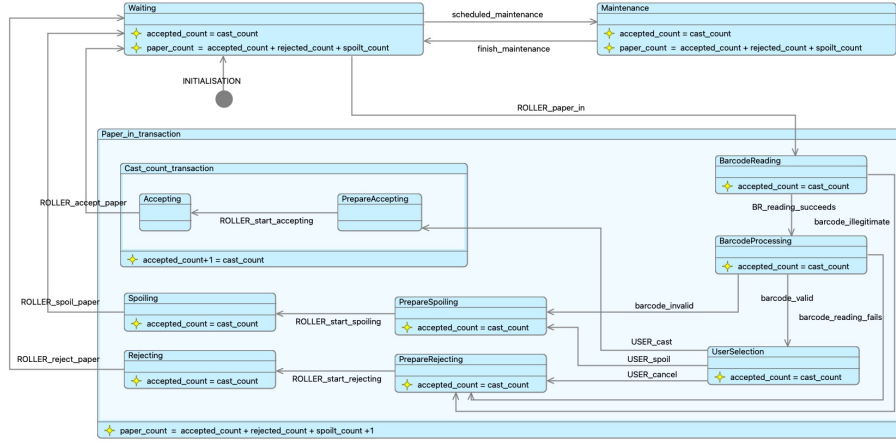 Waiting
accepted_count = cast_count
paper_count = accepted_count + rejected_count + spoilt_count
scheduled_maintenance
finish_maintenance
Maintenance
accepted_count = cast_count
paper_count = accepted_count + rejected_count + spoilt_count
INITIALISATION
ROLLER_paper_in
Paper_in_transaction
Cast_count_transaction
Accepting
ROLLER_start_accepting
PrepareAccepting
accepted_count+1 = cast_count
ROLLER_accept_paper
BarcodeReading
accepted_count = cast_count
BR_reading_succeeds
barcode_illegitimate
BarcodeProcessing
accepted_count = cast_count
barcode_invalid
barcode_valid
barcode_reading_fails
ROLLER_spoil_paper
Spoiling
accepted_count = cast_count
ROLLER_start_spoiling
PrepareSpoiling
accepted_count = cast_count
USER_cast
USER_spoil
USER_cancel
UserSelection
accepted_count = cast_count
ROLLER_reject_paper
Rejecting
accepted_count = cast_count
ROLLER_start_rejecting
PrepareRejecting
accepted_count = cast_count
paper_count = accepted_count + rejected_count + spoilt_count +1